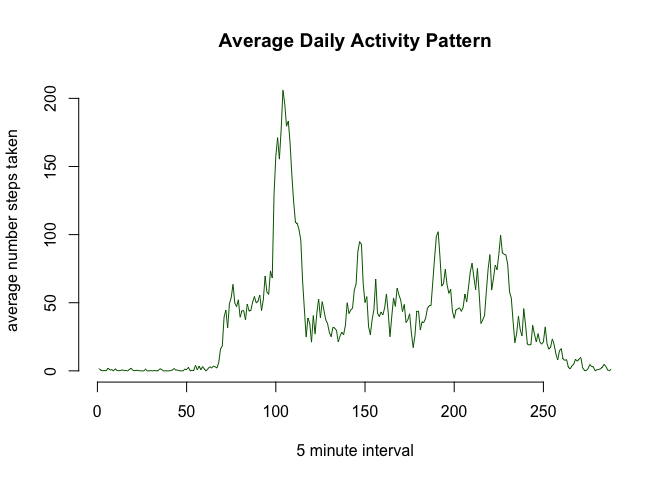 Average Daily Activity Pattern
average number steps taken
200
150
100
50
0
0 50 100 150 200 250
5 minute interval